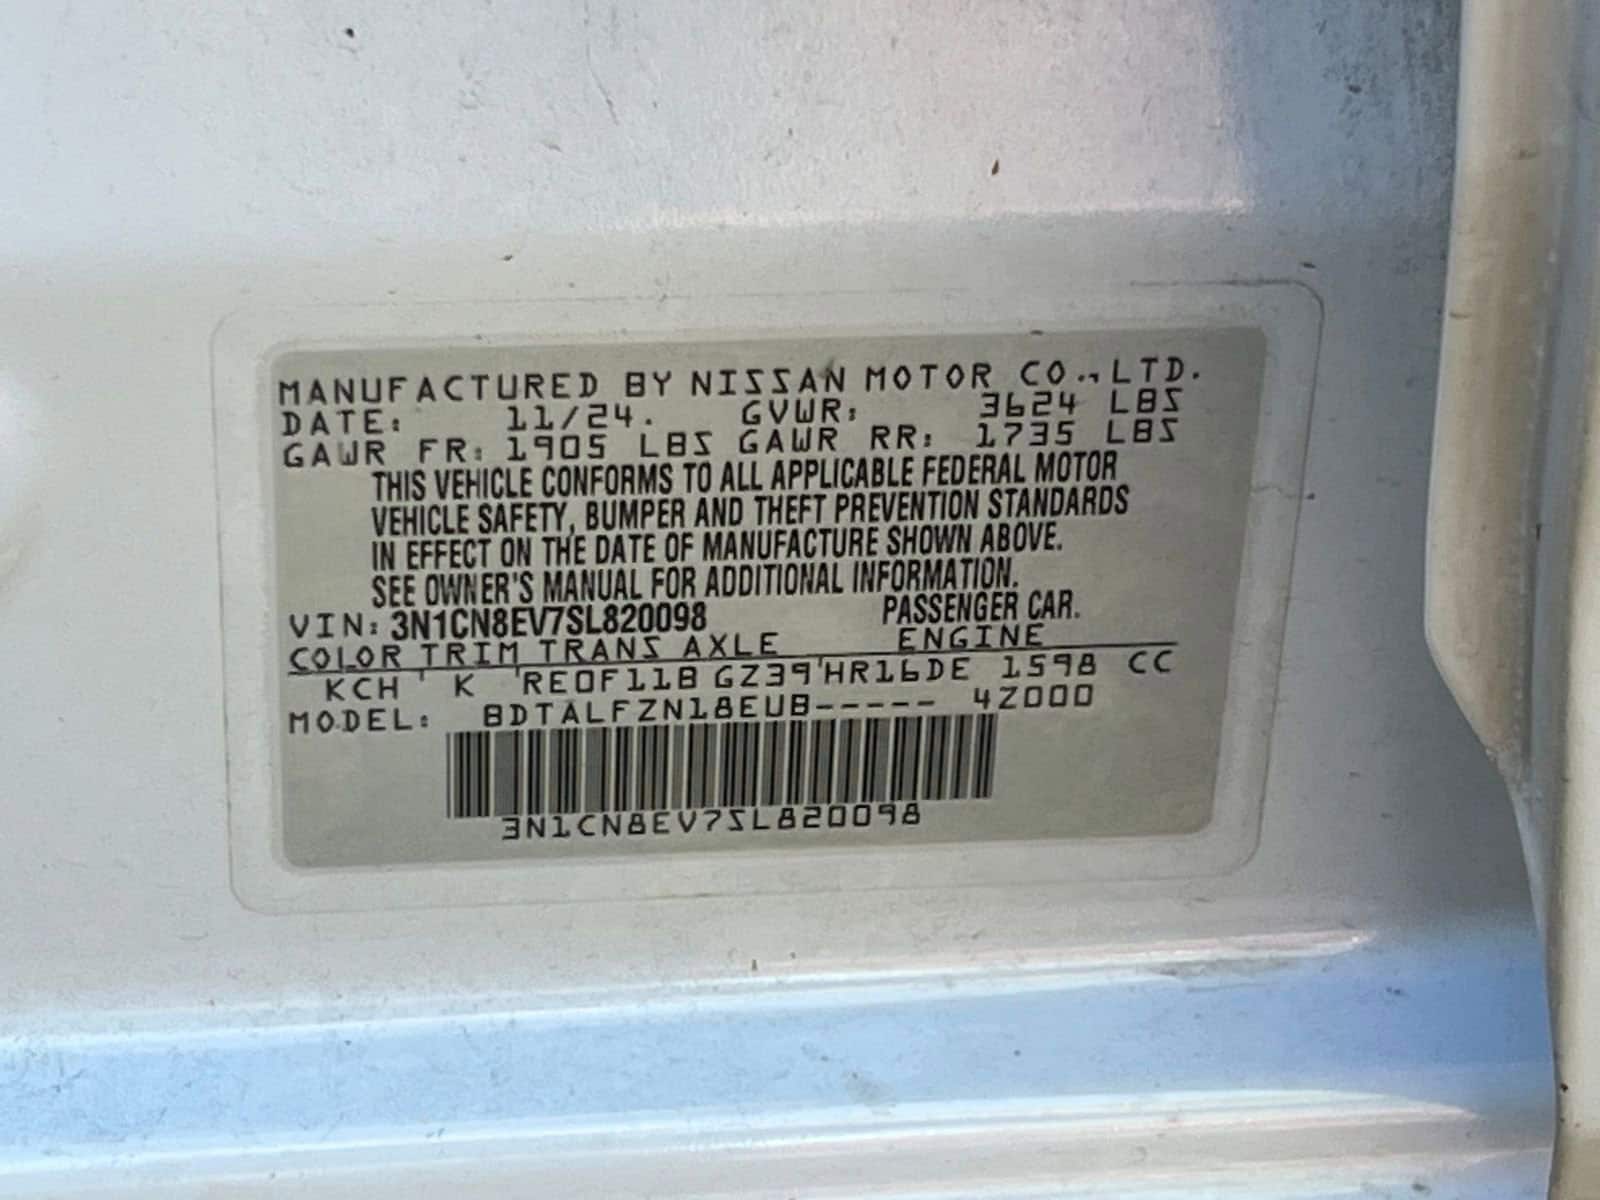 MANUFACTURED BY NISSAN MOTOR CO., LTD.
DATE: 11/24. GVWR: 3624 LBS
GAWR FR: 1905 LBS GAWR RR: 1735 LBS
THIS VEHICLE CONFORMS TO ALL APPLICABLE FEDERAL MOTOR
VEHICLE SAFETY, BUMPER AND THEFT PREVENTION STANDARDS
IN EFFECT ON THE DATE OF MANUFACTURE SHOWN ABOVE.
SEE OWNER'S MANUAL FOR ADDITIONAL INFORMATION.
VIN: 3N1CN8EV7SL820098 PASSENGER CAR.
COLOR TRIM TRANS AXLE ENGINE
KCH K RE0F11B GZ39 HR16DE 1598 CC
MODEL: BDTALFZN18EUB----- 4Z000
3N1CN8EV7SL820098